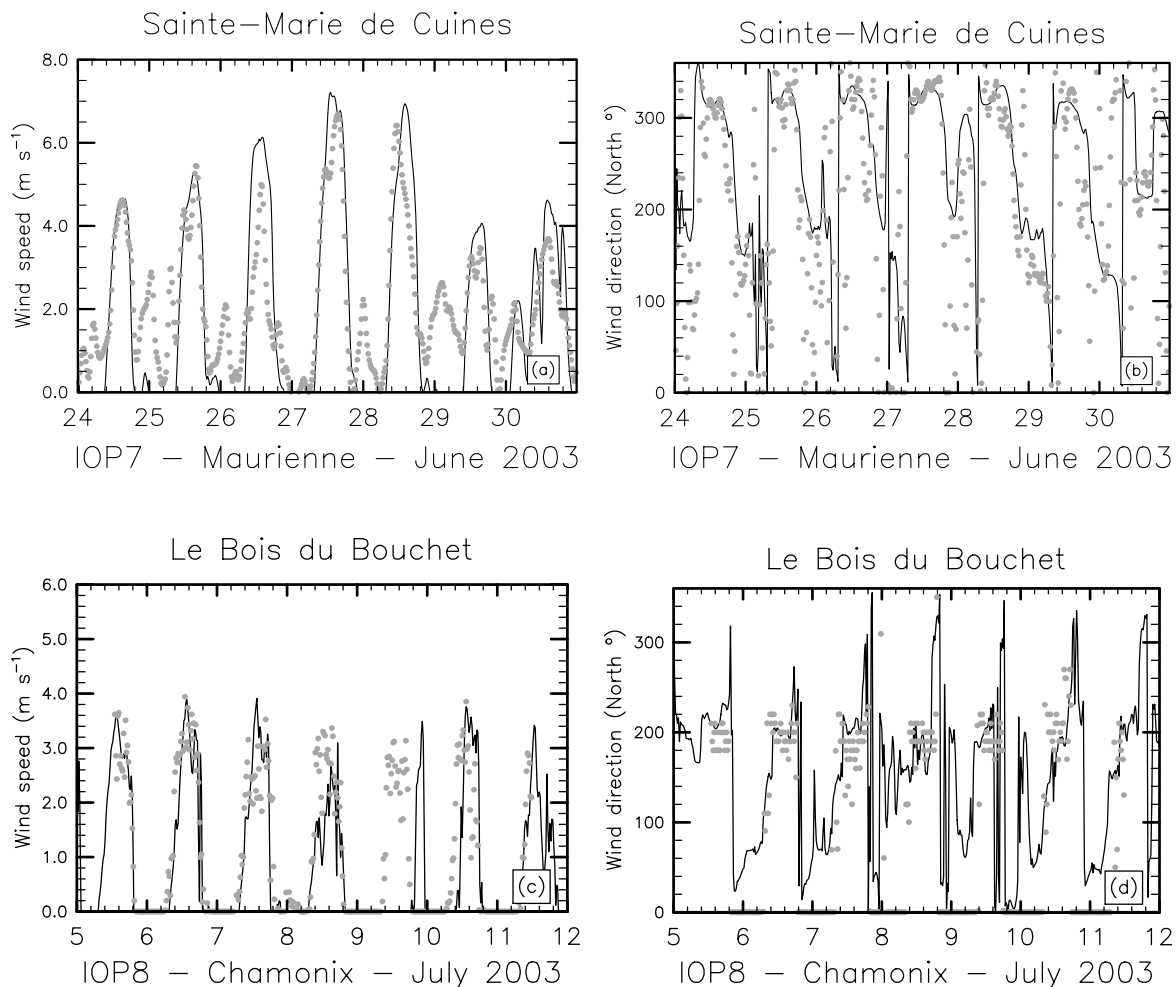 Sainte−Marie de Cuines
Wind speed (m s⁻¹)
8.0
6.0
4.0
2.0
0.0
24 25 26 27 28 29 30
(a)
IOP7 − Maurienne − June 2003
Sainte−Marie de Cuines
Wind direction (North °)
300
200
100
0
24 25 26 27 28 29 30
(b)
IOP7 − Maurienne − June 2003
Le Bois du Bouchet
Wind speed (m s⁻¹)
6.0
5.0
4.0
3.0
2.0
1.0
0.0
5 6 7 8 9 10 11 12
(c)
IOP8 − Chamonix − July 2003
Le Bois du Bouchet
Wind direction (North °)
300
200
100
0
5 6 7 8 9 10 11 12
(d)
IOP8 − Chamonix − July 2003